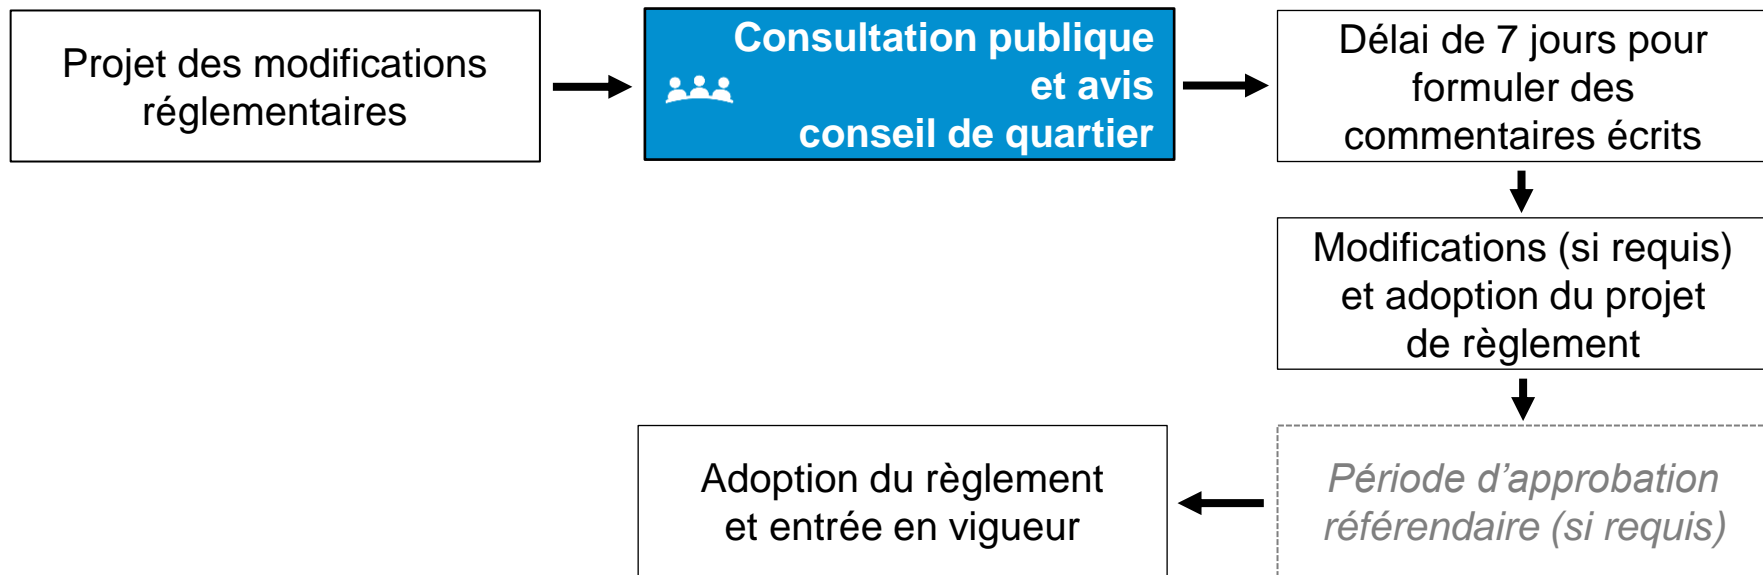 Projet des modifications
réglementaires
Consultation publique
et avis
conseil de quartier
Délai de 7 jours pour
formuler des
commentaires écrits
Modifications (si requis)
et adoption du projet
de règlement
Période d’approbation
référendaire (si requis)
Adoption du règlement
et entrée en vigueur